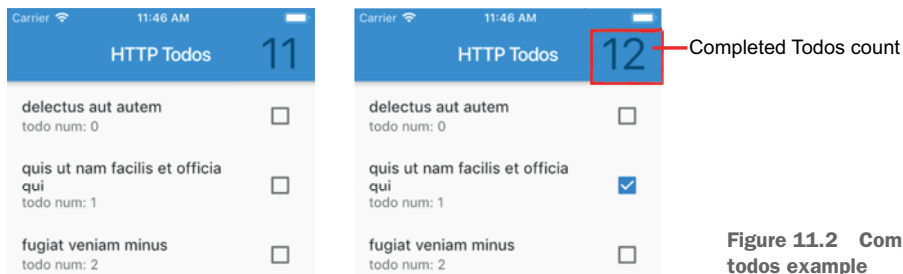 Carrier 11:46 AM
HTTP Todos 11
delectus aut autem
todo num: 0
quis ut nam facilis et officia
qui
todo num: 1
fugiat veniam minus
todo num: 2
Carrier 11:46 AM
HTTP Todos 12
delectus aut autem
todo num: 0
quis ut nam facilis et officia
qui
todo num: 1
fugiat veniam minus
todo num: 2
Completed Todos count
Figure 11.2 Com
todos example